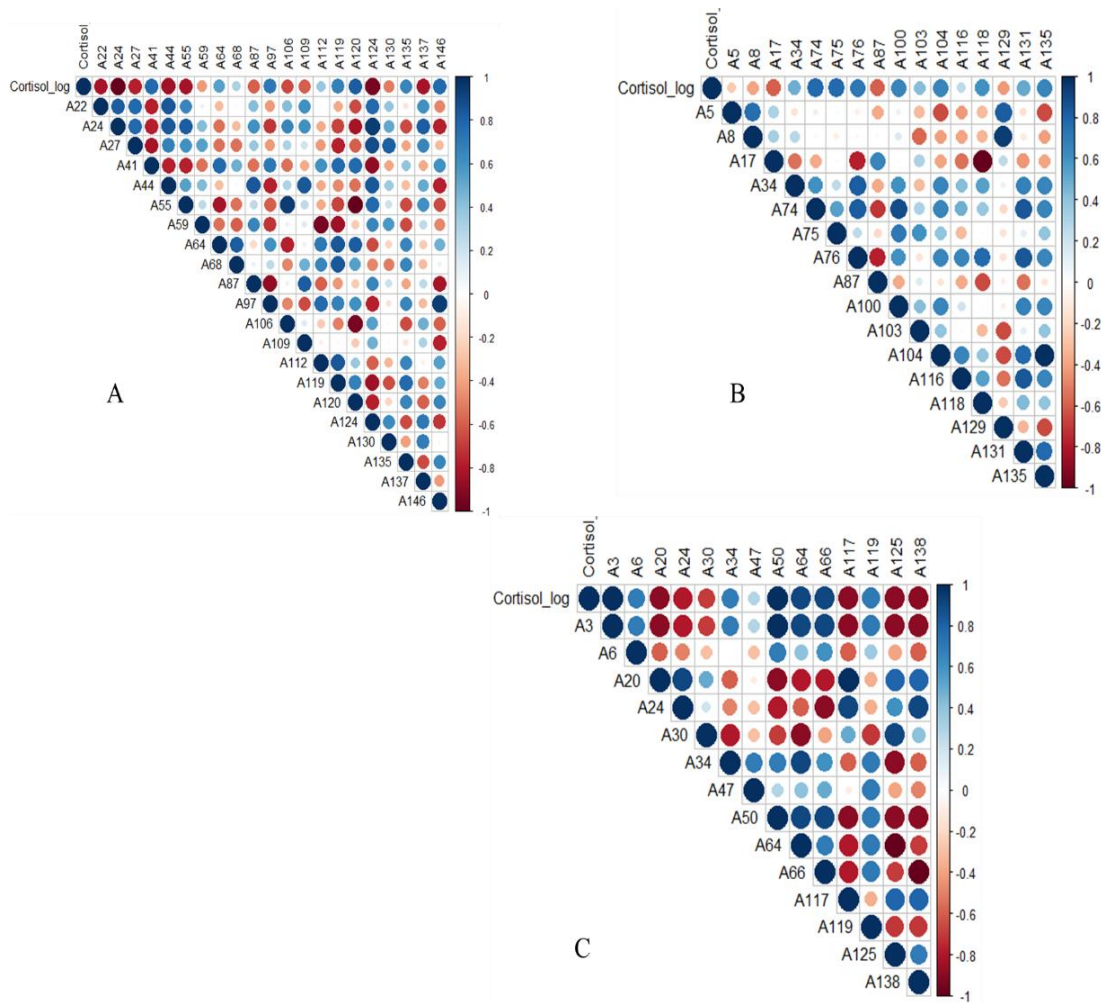 Cortisol_ A22 A24 A27 A41 A44 A55 A59 A64 A68 A87 A97 A106 A109 A112 A119 A120 A124 A130 A135 A137 A146
Cortisol_log
A22
A24
A27
A41
A44
A55
A59
A64
A68
A87
A97
A106
A109
A112
A119
A120
A124
A130
A135
A137
A146
1
0.8
0.6
0.4
0.2
0
-0.2
-0.4
-0.6
-0.8
-1
A
Cortisol_ A5 A8 A17 A34 A74 A75 A76 A87 A100 A103 A104 A116 A118 A129 A131 A135
Cortisol_log
A5
A8
A17
A34
A74
A75
A76
A87
A100
A103
A104
A116
A118
A129
A131
A135
1
0.8
0.6
0.4
0.2
0
-0.2
-0.4
-0.6
-0.8
-1
B
Cortisol_ A3 A6 A20 A24 A30 A34 A47 A50 A64 A66 A117 A119 A125 A138
Cortisol_log
A3
A6
A20
A24
A30
A34
A47
A50
A64
A66
A117
A119
A125
A138
1
0.8
0.6
0.4
0.2
0
-0.2
-0.4
-0.6
-0.8
-1
C